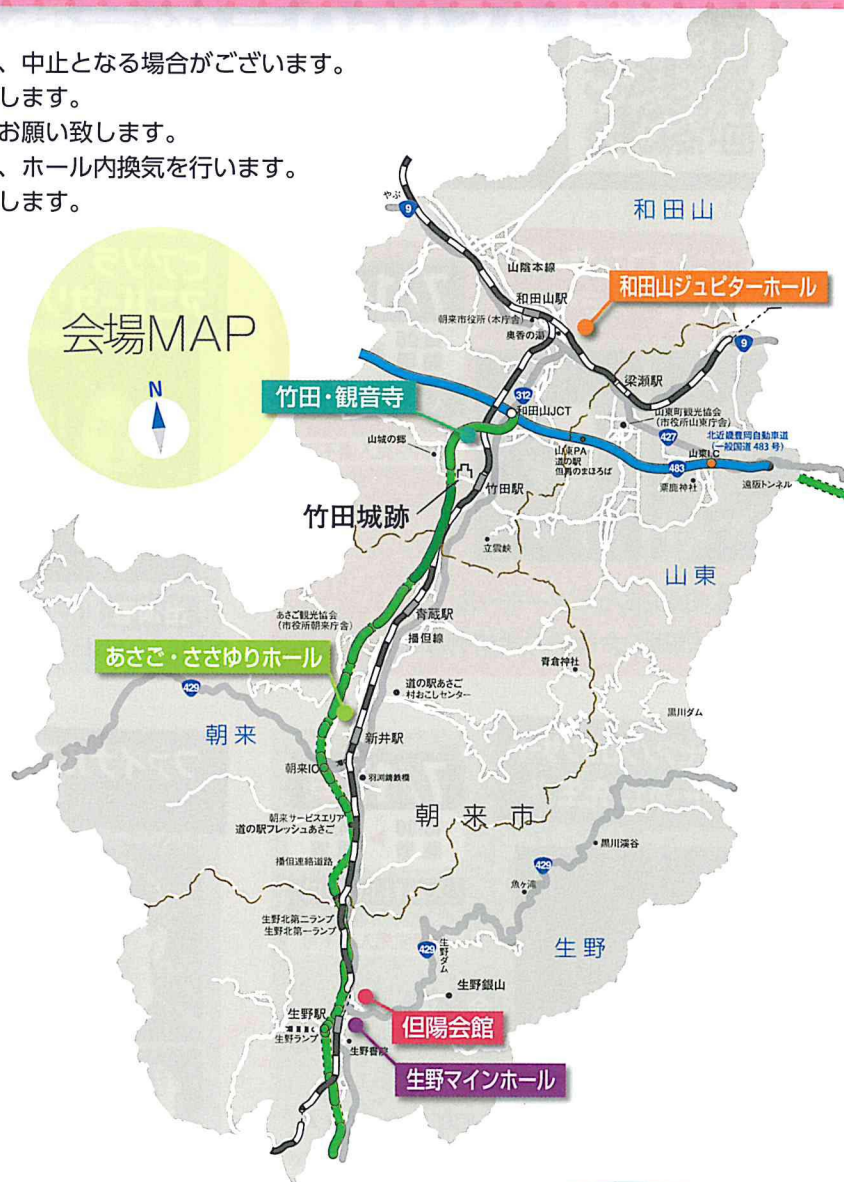 、中止となる場合がございます。
します。
お願い致します。
、ホール内換気を行います。
します。
会場MAP
N
やぶ
9
和田山
山陰本線
和田山駅
和田山ジュピターホール
朝来市役所(本庁舎)
奥香の湯
9
梁瀬駅
312
竹田・観音寺
和田山JCT
山東町観光協会
(市役所山東庁舎)
427
北近畿豊岡自動車道
(一般国道 483 号)
山城の郷
山東PA
道の駅
但馬のまほろば
山東I.C
483
粟鹿神社
遠阪トンネル
竹田駅
竹田城跡
立雲峡
山東
あさご観光協会
(市役所朝来庁舎)
青蔵駅
播但線
あさご・ささゆりホール
青倉神社
429
道の駅あさご
村おこしセンター
黒川ダム
朝来
新井駅
朝来IC
羽渕鋳鉄橋
朝来サービスエリア
道の駅フレッシュあさご
朝来市
黒川渓谷
播但連絡道路
429
魚ヶ滝
生野北第二ランプ
生野北第一ランプ
429
生野ダム
生野
生野銀山
生野駅
但陽会館
生野ランプ
生野書院
生野マインホール